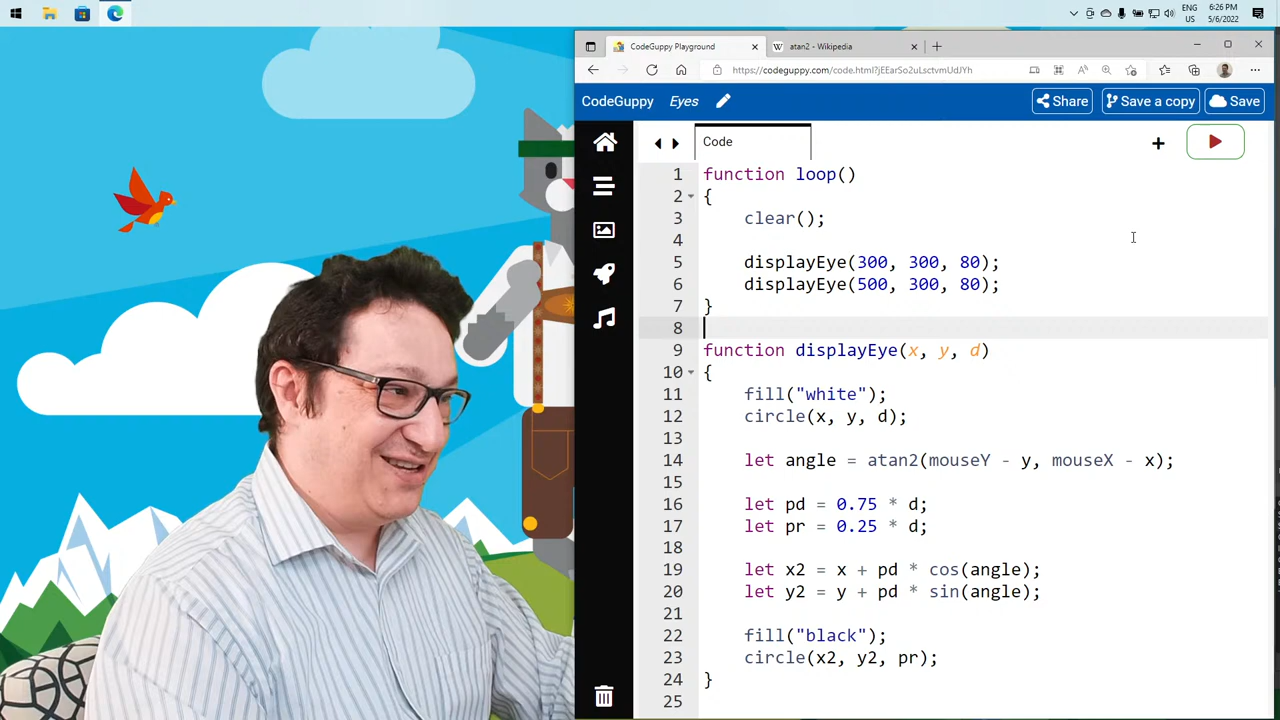 ENG
US
6:26 PM
5/6/2022
CodeGuppy Playground
W atan2 - Wikipedia
https://codeguppy.com/code.html?jEEarSo2uLsctvmUdJYh
CodeGuppy Eyes Share Save a copy Save
Code
1 function loop()
2 {
3 clear();
4
5 displayEye(300, 300, 80);
6 displayEye(500, 300, 80);
7 }
8
9 function displayEye(x, y, d)
10 {
11 fill("white");
12 circle(x, y, d);
13
14 let angle = atan2(mouseY - y, mouseX - x);
15
16 let pd = 0.75 * d;
17 let pr = 0.25 * d;
18
19 let x2 = x + pd * cos(angle);
20 let y2 = y + pd * sin(angle);
21
22 fill("black");
23 circle(x2, y2, pr);
24 }
25